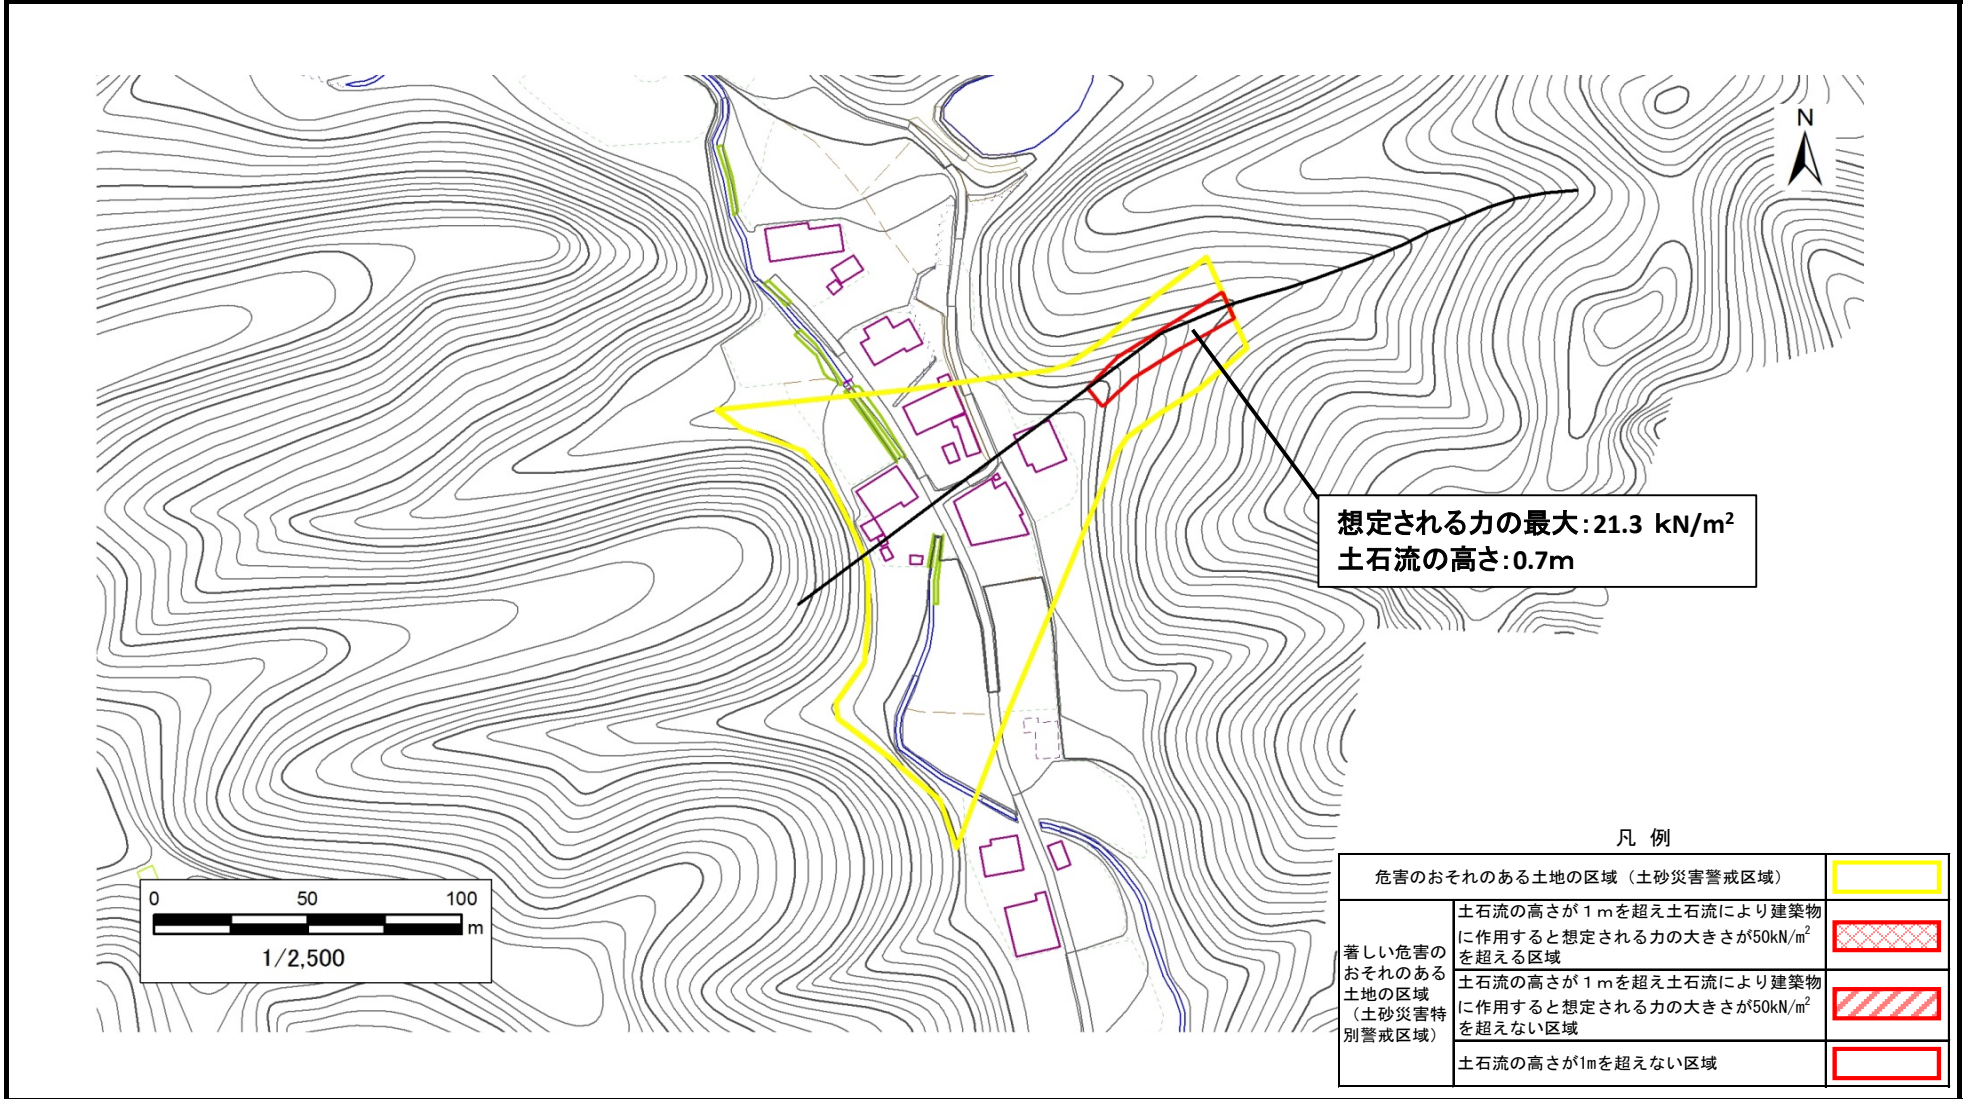 N
想定される力の最大:21.3 kN/m²
土石流の高さ:0.7m
凡 例
危害のおそれのある土地の区域（土砂災害警戒区域）
著しい危害の
おそれのある
土地の区域
（土砂災害特
別警戒区域）
土石流の高さが１ｍを超え土石流により建築物
に作用すると想定される力の大きさが50kN/m²
を超える区域
土石流の高さが１ｍを超え土石流により建築物
に作用すると想定される力の大きさが50kN/m²
を超えない区域
土石流の高さが1mを超えない区域
0 50 100
m
1/2,500